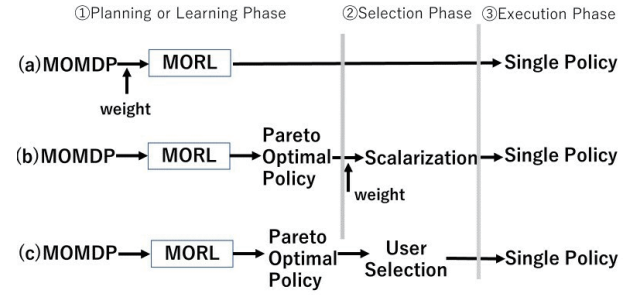 ①Planning or Learning Phase ②Selection Phase ③Execution Phase
(a)MOMDP MORL Single Policy
weight
(b)MOMDP MORL Pareto Optimal Policy Scalarization Single Policy
weight
(c)MOMDP MORL Pareto Optimal Policy User Selection Single Policy